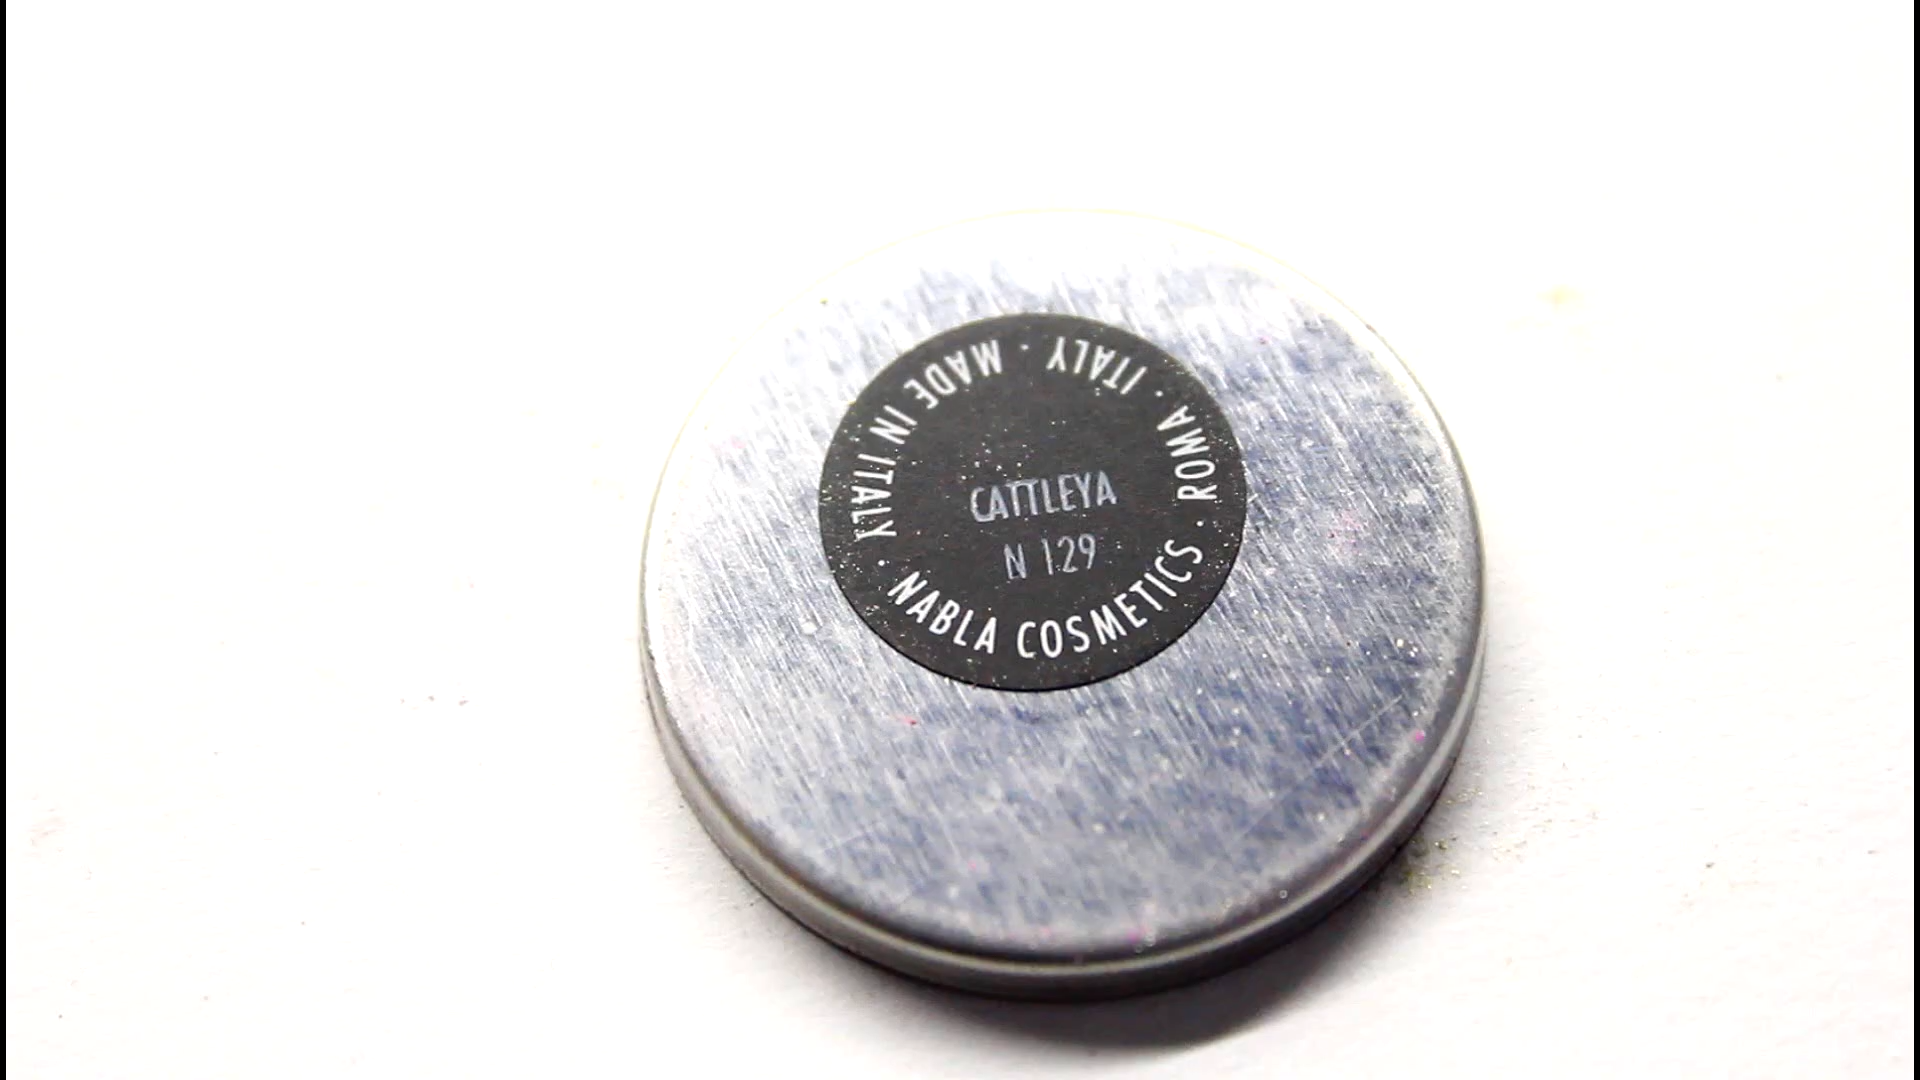 CATTLEYA
N 129
NABLA COSMETICS · ROMA · ITALY · MADE IN ITALY ·